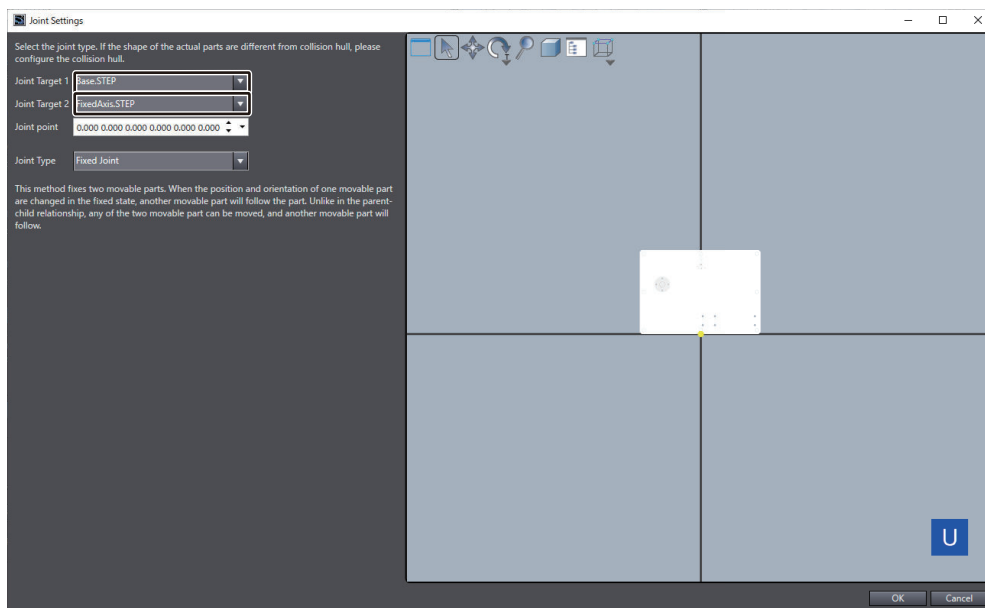 Joint Settings
Select the joint type. If the shape of the actual parts are different from collision hull, please
configure the collision hull.
Joint Target 1 Base.STEP
Joint Target 2 FixedAxis.STEP
Joint point 0.000 0.000 0.000 0.000 0.000 0.000
Joint Type Fixed Joint
This method fixes two movable parts. When the position and orientation of one movable part
are changed in the fixed state, another movable part will follow the part. Unlike in the parent-
child relationship, any of the two movable part can be moved, and another movable part will
follow.
U
OK Cancel